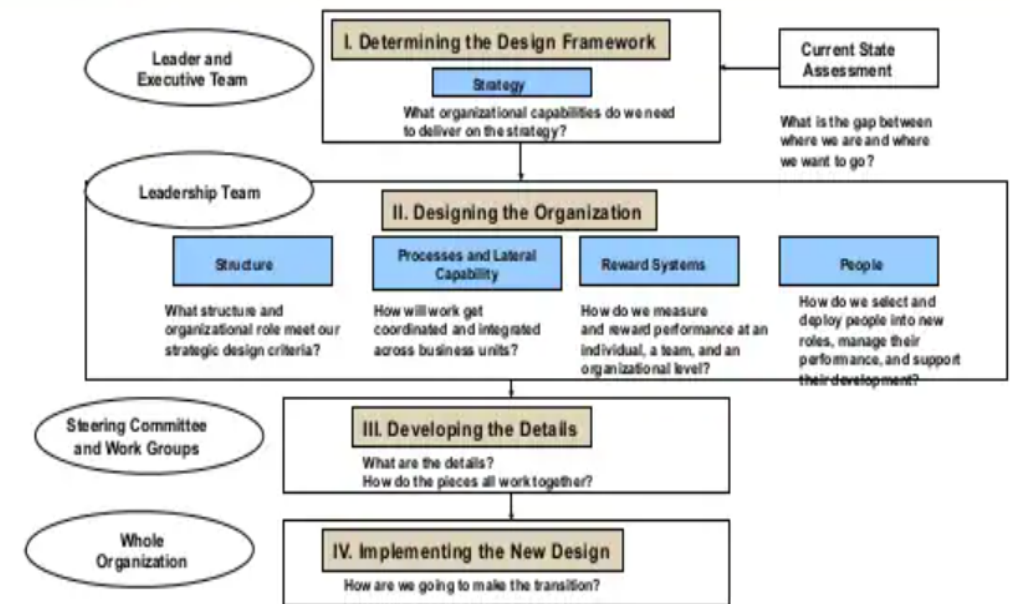 Leader and
Executive Team
I. Determining the Design Framework
Strategy
What organizational capabilities do we need
to deliver on the strategy?
Current State
Assessment
What is the gap between
where we are and where
we want to go?
Leadership Team
II. Designing the Organization
Structure
What structure and
organizational role meet our
strategic design criteria?
Processes and Lateral
Capability
How will work get
coordinated and integrated
across business units?
Reward Systems
How do we measure
and reward performance at an
individual, a team, and an
organizational level?
People
How do we select and
deploy people into new
roles, manage their
performance, and support
their development?
Steering Committee
and Work Groups
III. Developing the Details
What are the details?
How do the pieces all work together?
Whole
Organization
IV. Implementing the New Design
How are we going to make the transition?